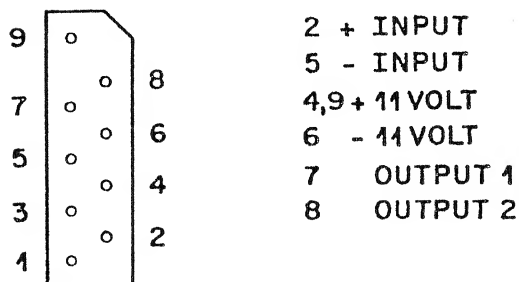 9
8
7
6
5
4
3
2
1
2 + INPUT
5 - INPUT
4,9 + 11 VOLT
6 - 11 VOLT
7 OUTPUT 1
8 OUTPUT 2